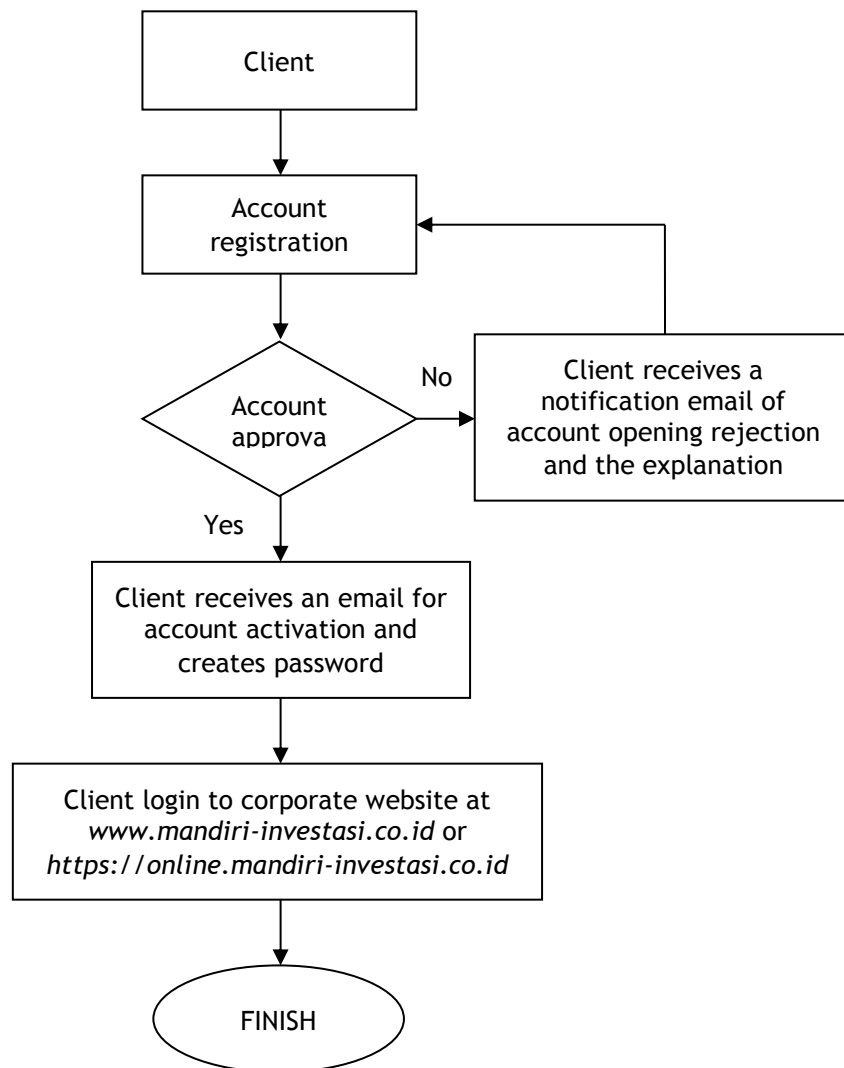 Client
Account
registration
Account
approva
No
Client receives a
notification email of
account opening rejection
and the explanation
Yes
Client receives an email for
account activation and
creates password
Client login to corporate website at
www.mandiri-investasi.co.id or
https://online.mandiri-investasi.co.id
FINISH